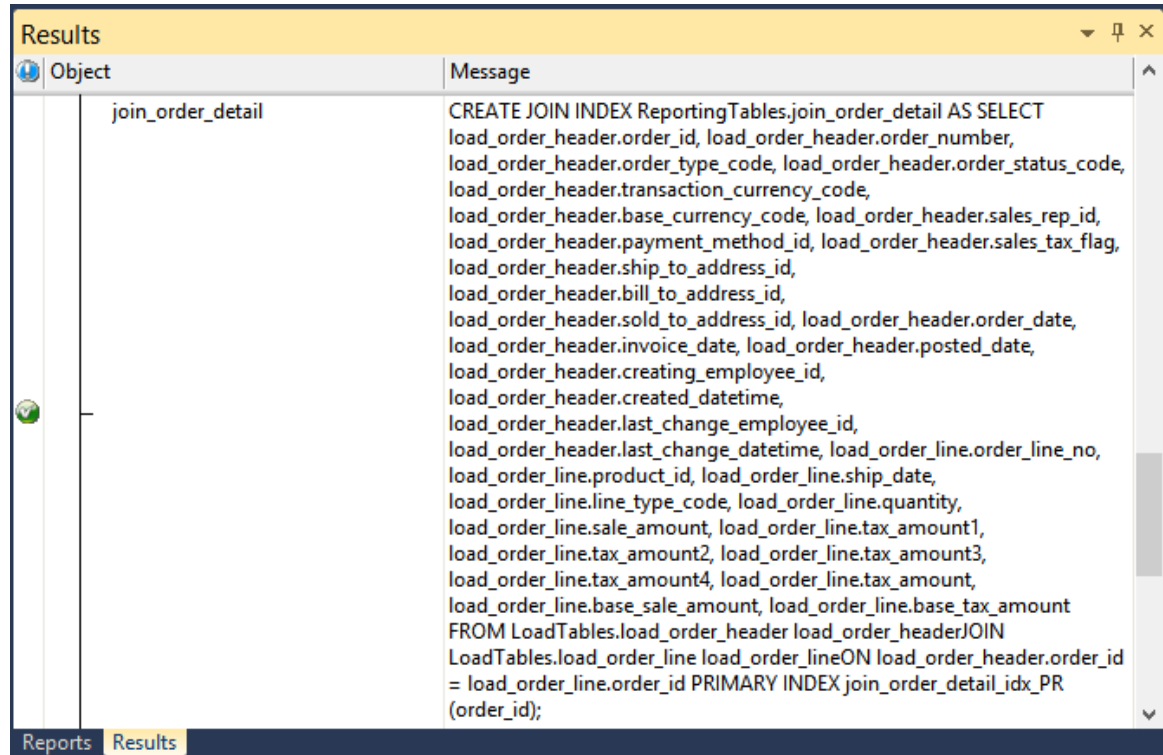 Results
Object
Message
join_order_detail
CREATE JOIN INDEX ReportingTables.join_order_detail AS SELECT
load_order_header.order_id, load_order_header.order_number,
load_order_header.order_type_code, load_order_header.order_status_code,
load_order_header.transaction_currency_code,
load_order_header.base_currency_code, load_order_header.sales_rep_id,
load_order_header.payment_method_id, load_order_header.sales_tax_flag,
load_order_header.ship_to_address_id,
load_order_header.bill_to_address_id,
load_order_header.sold_to_address_id, load_order_header.order_date,
load_order_header.invoice_date, load_order_header.posted_date,
load_order_header.creating_employee_id,
load_order_header.created_datetime,
load_order_header.last_change_employee_id,
load_order_header.last_change_datetime, load_order_line.order_line_no,
load_order_line.product_id, load_order_line.ship_date,
load_order_line.line_type_code, load_order_line.quantity,
load_order_line.sale_amount, load_order_line.tax_amount1,
load_order_line.tax_amount2, load_order_line.tax_amount3,
load_order_line.tax_amount4, load_order_line.tax_amount,
load_order_line.base_sale_amount, load_order_line.base_tax_amount
FROM LoadTables.load_order_header load_order_headerJOIN
LoadTables.load_order_line load_order_lineON load_order_header.order_id
= load_order_line.order_id PRIMARY INDEX join_order_detail_idx_PR
(order_id);
Reports Results